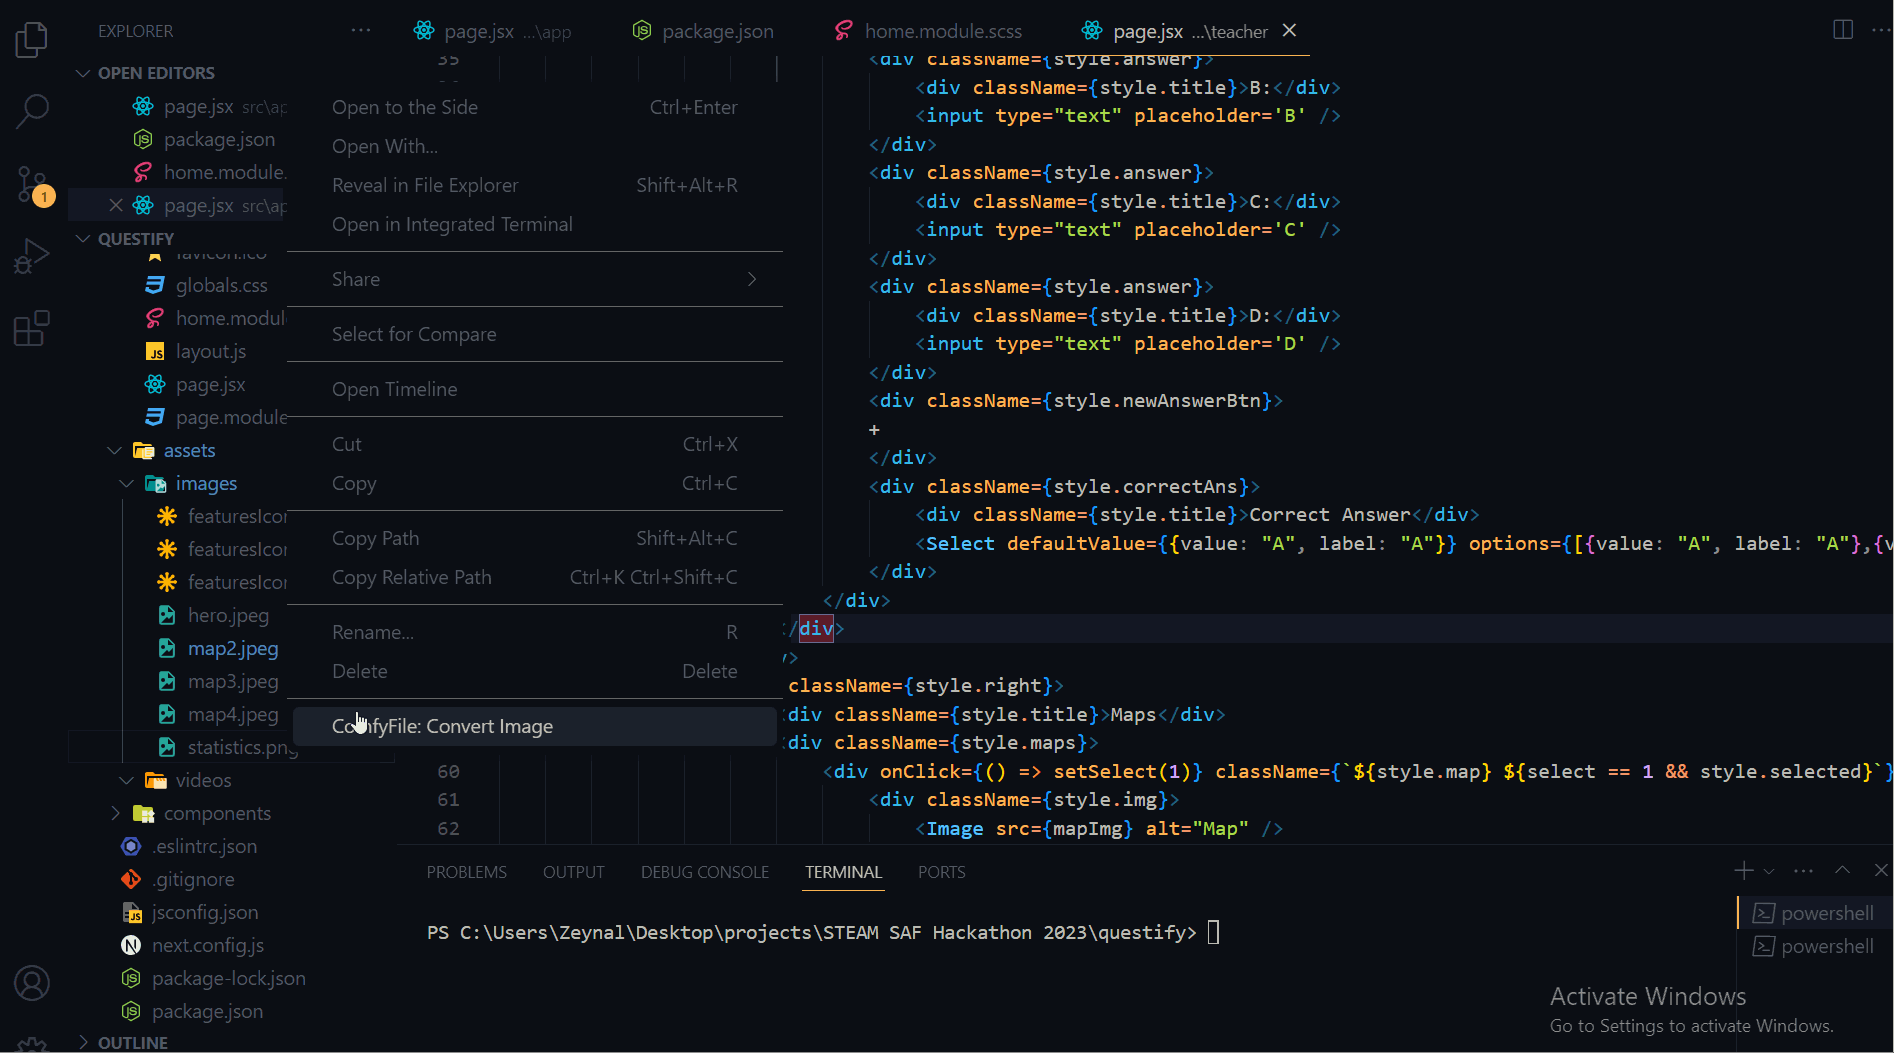 EXPLORER
page.jsx ...\app
package.json
home.module.scss
page.jsx ...\teacher
OPEN EDITORS
page.jsx src\ap
package.json
home.module.
page.jsx src\ap
1
QUESTIFY
favicon.ico
globals.css
home.modul
layout.js
page.jsx
page.module
assets
images
featuresIcon
featuresIcon
featuresIcon
hero.jpeg
map2.jpeg
map3.jpeg
map4.jpeg
statistics.png
videos
components
.eslintrc.json
.gitignore
jsconfig.json
next.config.js
package-lock.json
package.json
OUTLINE
Open to the Side Ctrl+Enter
Open With...
Reveal in File Explorer Shift+Alt+R
Open in Integrated Terminal
Share
Select for Compare
Open Timeline
Cut Ctrl+X
Copy Ctrl+C
Copy Path Shift+Alt+C
Copy Relative Path Ctrl+K Ctrl+Shift+C
Rename... R
Delete Delete
ComfyFile: Convert Image
35
<div className={style.answer}>
<div className={style.title}>B:</div>
<input type="text" placeholder='B' />
</div>
<div className={style.answer}>
<div className={style.title}>C:</div>
<input type="text" placeholder='C' />
</div>
<div className={style.answer}>
<div className={style.title}>D:</div>
<input type="text" placeholder='D' />
</div>
<div className={style.newAnswerBtn}>
+
</div>
<div className={style.correctAns}>
<div className={style.title}>Correct Answer</div>
<Select defaultValue={{value: "A", label: "A"}} options={[{value: "A", label: "A"},{v
</div>
</div>
/div>
>
className={style.right}>
div className={style.title}>Maps</div>
div className={style.maps}>
60 <div onClick={() => setSelect(1)} className={`${style.map} ${select == 1 && style.selected}`}
61 <div className={style.img}>
62 <Image src={mapImg} alt="Map" />
PROBLEMS
OUTPUT
DEBUG CONSOLE
TERMINAL
PORTS
PS C:\Users\Zeynal\Desktop\projects\STEAM SAF Hackathon 2023\questify>
powershell
powershell
Activate Windows
Go to Settings to activate Windows.